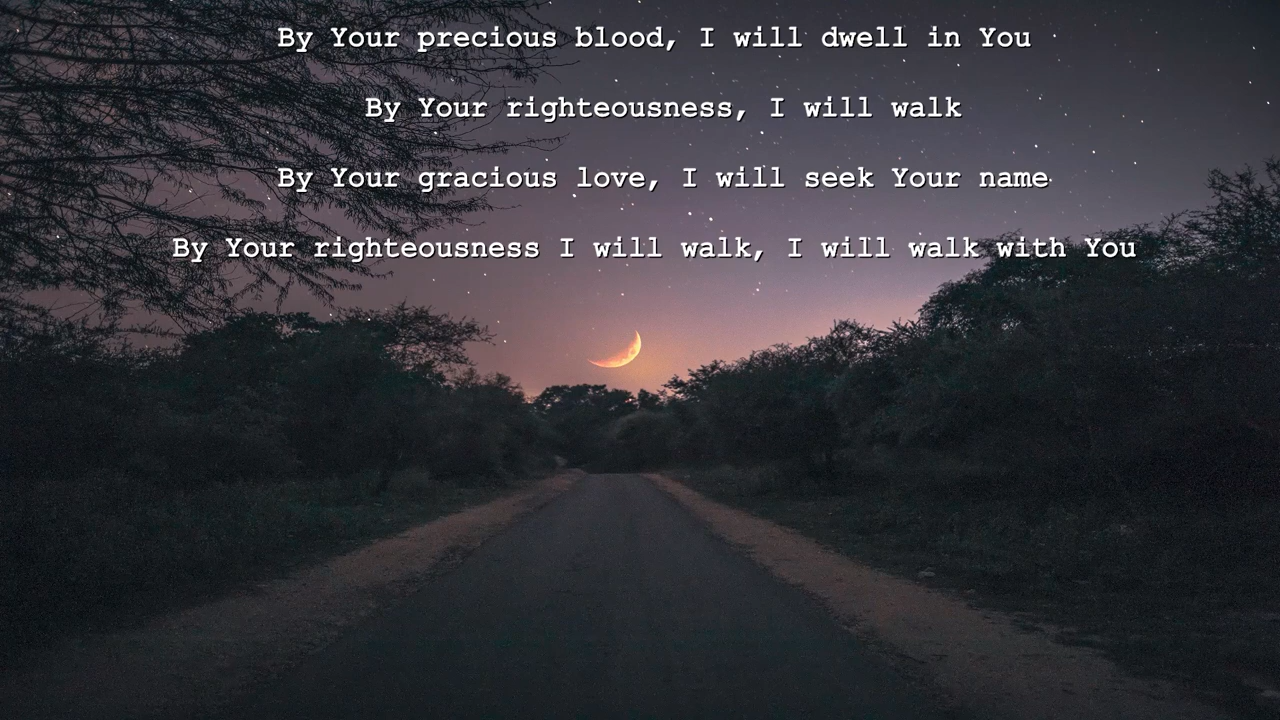 By Your precious blood, I will dwell in You
By Your righteousness, I will walk
By Your gracious love, I will seek Your name
By Your righteousness I will walk, I will walk with You